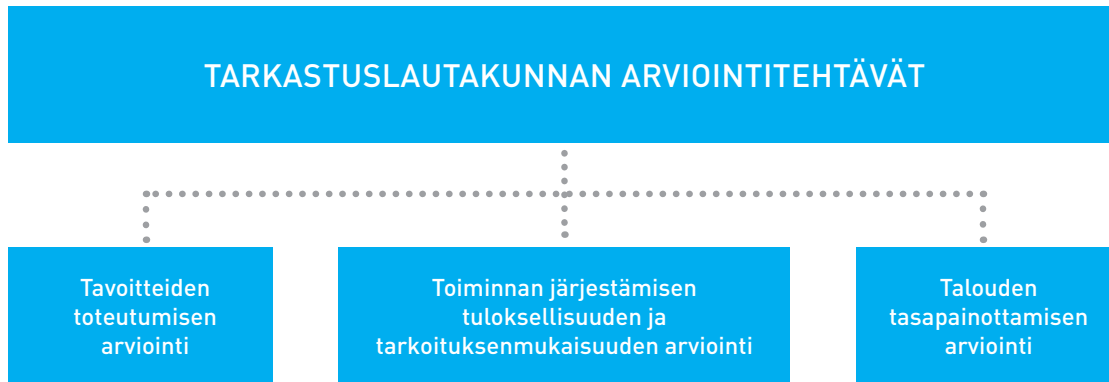 TARKASTUSLAUTAKUNNAN ARVIOINTITEHTÄVÄT
Tavoitteiden
toteutumisen
arviointi
Toiminnan järjestämisen
tuloksellisuuden ja
tarkoituksenmukaisuuden arviointi
Talouden
tasapainottamisen
arviointi